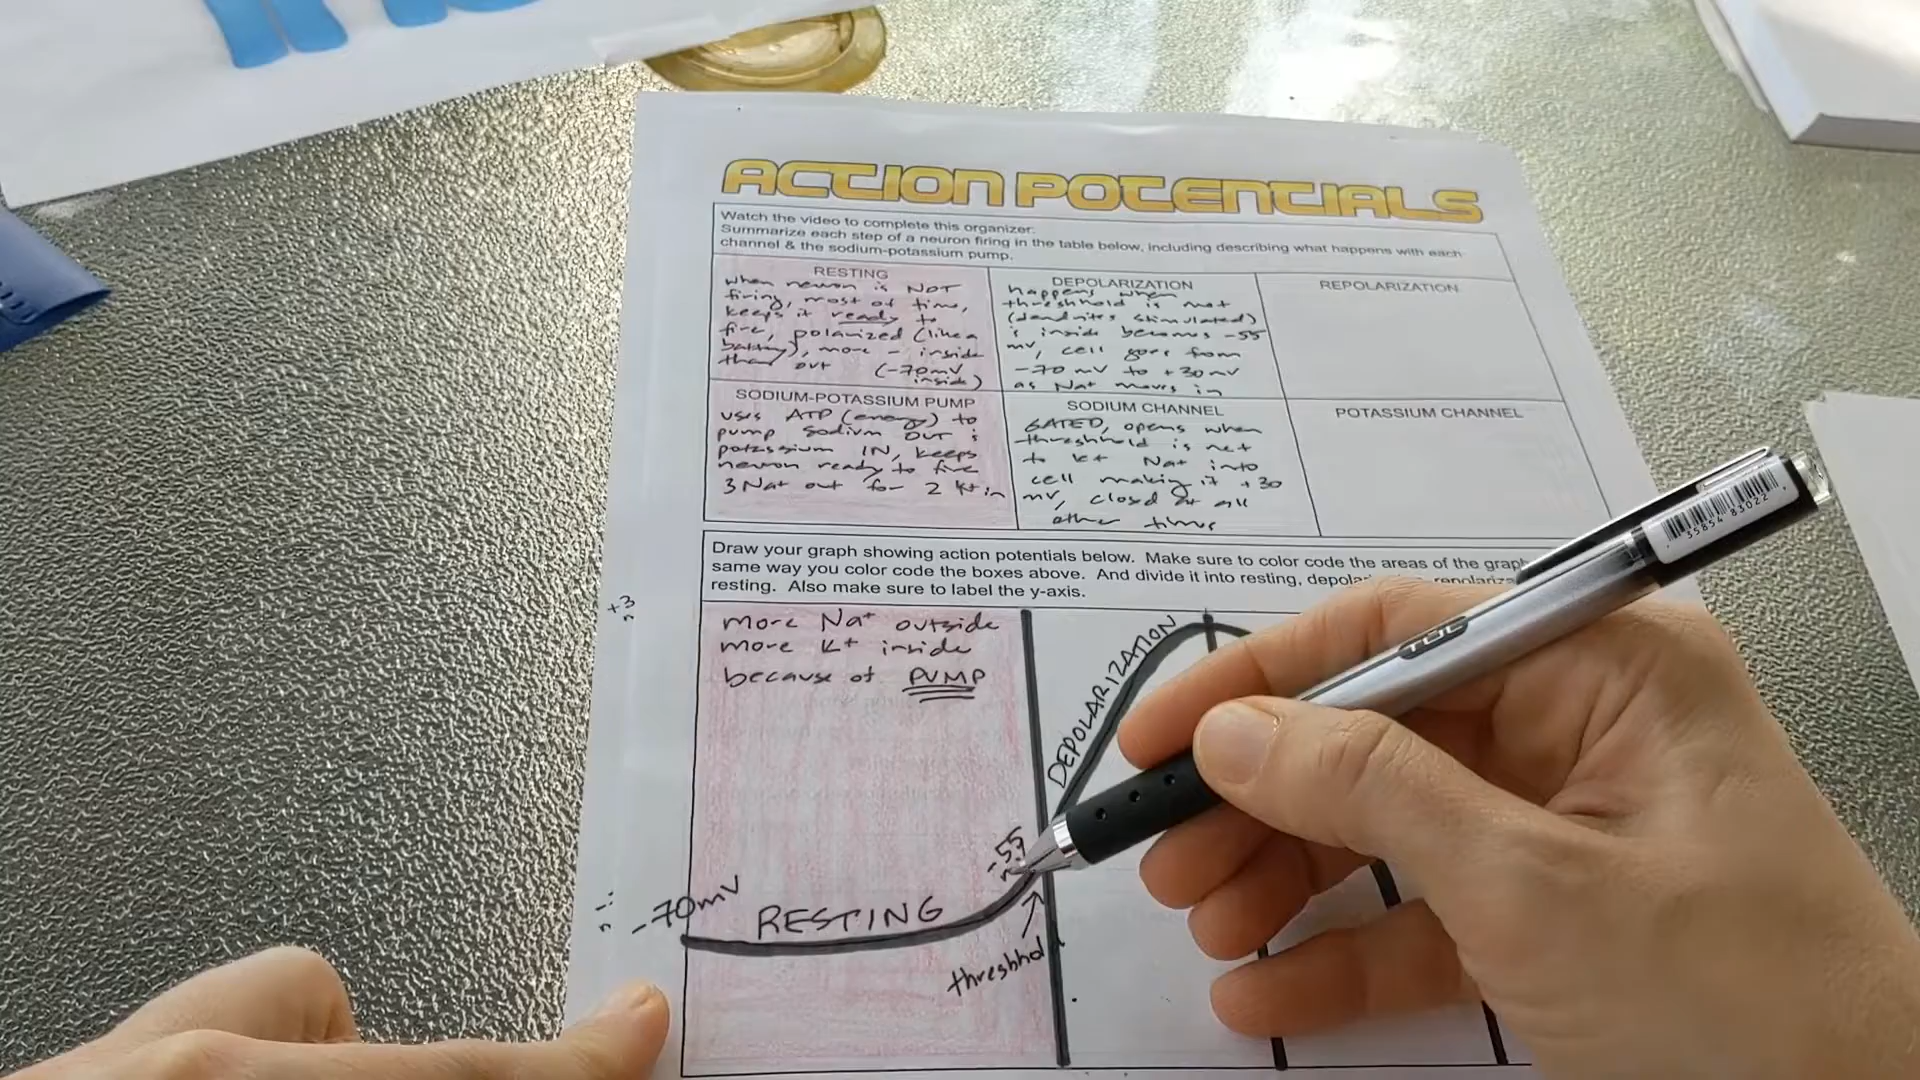 ACTION POTENTIALS
Watch the video to complete this organizer.
Summarize each step of a neuron firing in the table below, including describing what happens with each
channel & the sodium-potassium pump.
RESTING
when neuron is NOT
firing, most of time,
keeps it ready to
fire, polarized (like a
battery), more - inside
than out (-70mV
inside)
DEPOLARIZATION
happens when
threshhold is met
(dendrites stimulated)
& inside becomes -55
mv, cell goes from
-70 mV to +30mV
as Na+ moves in
REPOLARIZATION
SODIUM-POTASSIUM PUMP
uses ATP (energy) to
pump sodium OUT &
potassium IN, keeps
neuron ready to fire
3 Na+ out for 2 K+ in
SODIUM CHANNEL
GATED, opens when
threshhold is met
to let Na+ into
cell making it +30
mV, closed at all
other times
POTASSIUM CHANNEL
Draw your graph showing action potentials below. Make sure to color code the areas of the graph
same way you color code the boxes above. And divide it into resting,
resting. Also make sure to label the y-axis.
more Na+ outside
more K+ inside
because of PUMP
+3
DEPOLARIZATION
-55
-70mV
RESTING
threshhol
TUL
35854 83022